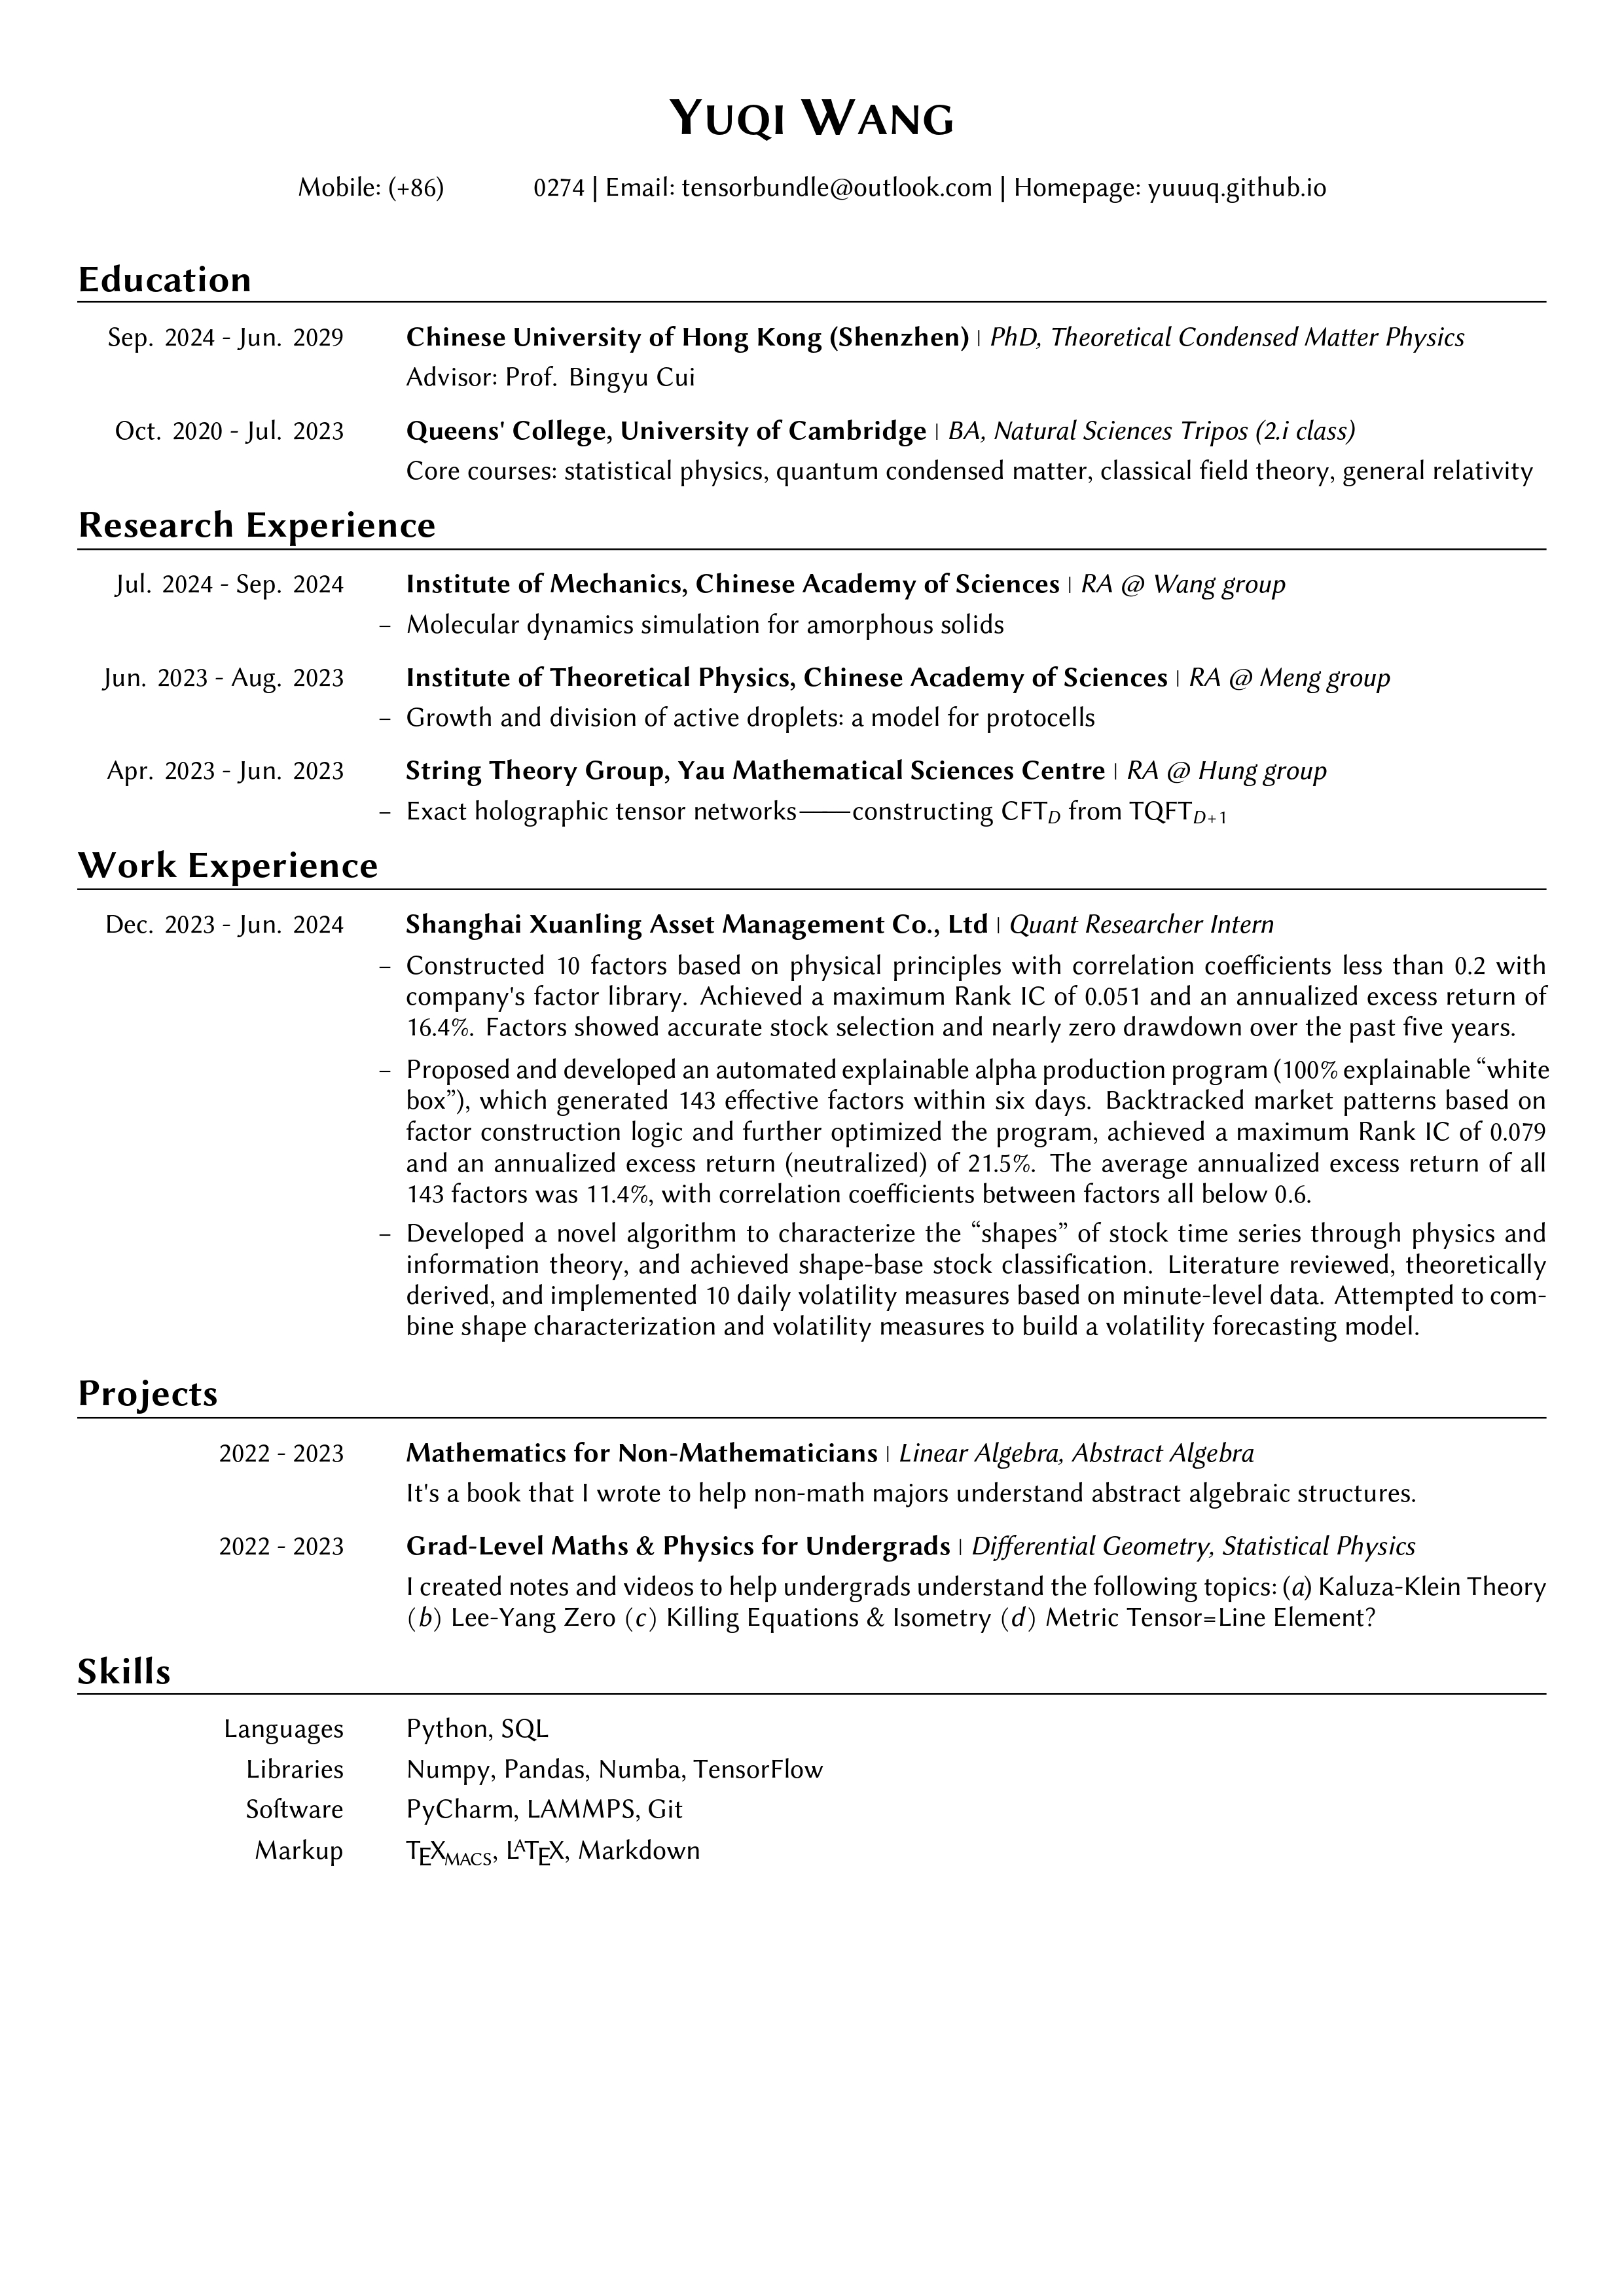 YUQI WANG
Mobile: (+86) 0274 | Email: tensorbundle@outlook.com | Homepage: yuuuq.github.io
Education
Sep. 2024 - Jun. 2029 Chinese University of Hong Kong (Shenzhen) | PhD, Theoretical Condensed Matter Physics
Advisor: Prof. Bingyu Cui
Oct. 2020 - Jul. 2023 Queens' College, University of Cambridge | BA, Natural Sciences Tripos (2.i class)
Core courses: statistical physics, quantum condensed matter, classical field theory, general relativity
Research Experience
Jul. 2024 - Sep. 2024 Institute of Mechanics, Chinese Academy of Sciences | RA @ Wang group
– Molecular dynamics simulation for amorphous solids
Jun. 2023 - Aug. 2023 Institute of Theoretical Physics, Chinese Academy of Sciences | RA @ Meng group
– Growth and division of active droplets: a model for protocells
Apr. 2023 - Jun. 2023 String Theory Group, Yau Mathematical Sciences Centre | RA @ Hung group
– Exact holographic tensor networks——constructing CFT_D from TQFT_{D+1}
Work Experience
Dec. 2023 - Jun. 2024 Shanghai Xuanling Asset Management Co., Ltd | Quant Researcher Intern
– Constructed 10 factors based on physical principles with correlation coefficients less than 0.2 with
company's factor library. Achieved a maximum Rank IC of 0.051 and an annualized excess return of
16.4%. Factors showed accurate stock selection and nearly zero drawdown over the past five years.
– Proposed and developed an automated explainable alpha production program (100% explainable “white
box”), which generated 143 effective factors within six days. Backtracked market patterns based on
factor construction logic and further optimized the program, achieved a maximum Rank IC of 0.079
and an annualized excess return (neutralized) of 21.5%. The average annualized excess return of all
143 factors was 11.4%, with correlation coefficients between factors all below 0.6.
– Developed a novel algorithm to characterize the “shapes” of stock time series through physics and
information theory, and achieved shape-base stock classification. Literature reviewed, theoretically
derived, and implemented 10 daily volatility measures based on minute-level data. Attempted to com-
bine shape characterization and volatility measures to build a volatility forecasting model.
Projects
2022 - 2023 Mathematics for Non-Mathematicians | Linear Algebra, Abstract Algebra
It's a book that I wrote to help non-math majors understand abstract algebraic structures.
2022 - 2023 Grad-Level Maths & Physics for Undergrads | Differential Geometry, Statistical Physics
I created notes and videos to help undergrads understand the following topics: (a) Kaluza-Klein Theory
(b) Lee-Yang Zero (c) Killing Equations & Isometry (d) Metric Tensor=Line Element?
Skills
Languages Python, SQL
Libraries Numpy, Pandas, Numba, TensorFlow
Software PyCharm, LAMMPS, Git
Markup TEXMACS, LATEX, Markdown